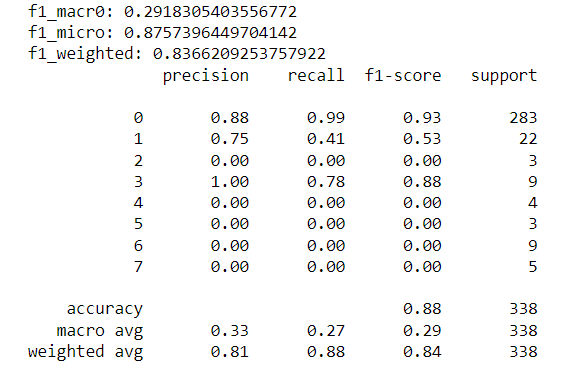 f1_macr0: 0.2918305403556772
f1_micro: 0.8757396449704142
f1_weighted: 0.8366209253757922
precision recall f1-score support
0 0.88 0.99 0.93 283
1 0.75 0.41 0.53 22
2 0.00 0.00 0.00 3
3 1.00 0.78 0.88 9
4 0.00 0.00 0.00 4
5 0.00 0.00 0.00 3
6 0.00 0.00 0.00 9
7 0.00 0.00 0.00 5
accuracy 0.88 338
macro avg 0.33 0.27 0.29 338
weighted avg 0.81 0.88 0.84 338